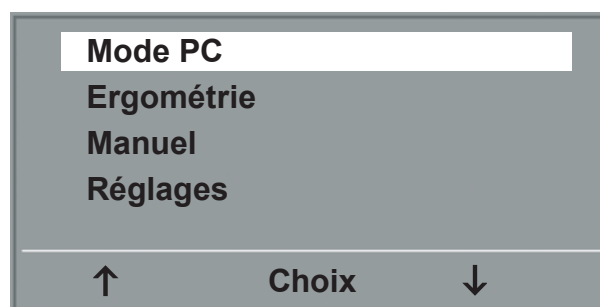 Mode PC
Ergométrie
Manuel
Réglages
↑ Choix ↓